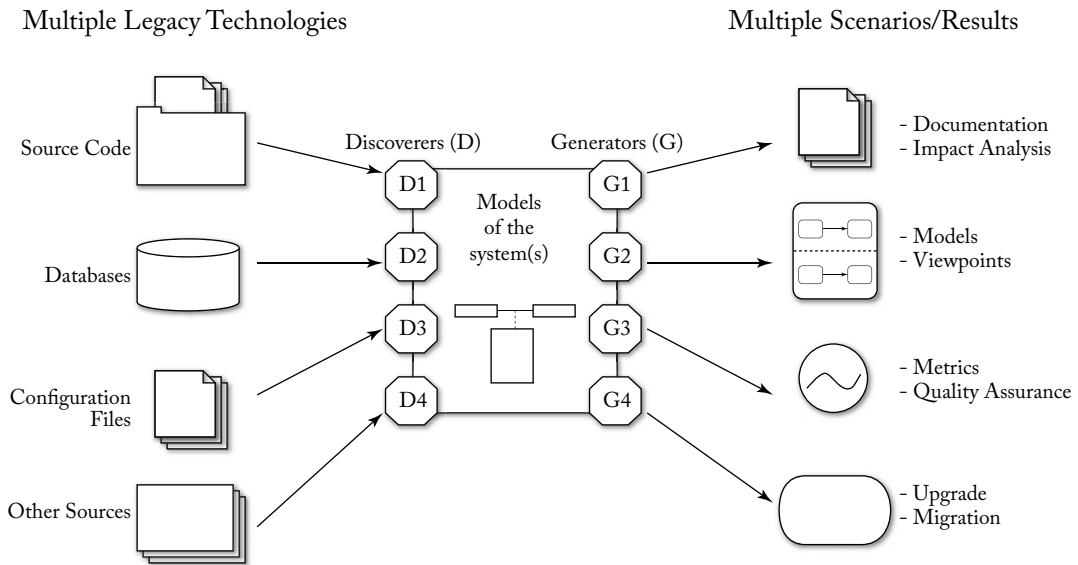 Multiple Legacy Technologies
Multiple Scenarios/Results
Source Code
Databases
Configuration
Files
Other Sources
Discoverers (D)
Generators (G)
D1
D2
D3
D4
Models
of the
system(s)
G1
G2
G3
G4
- Documentation
- Impact Analysis
- Models
- Viewpoints
- Metrics
- Quality Assurance
- Upgrade
- Migration